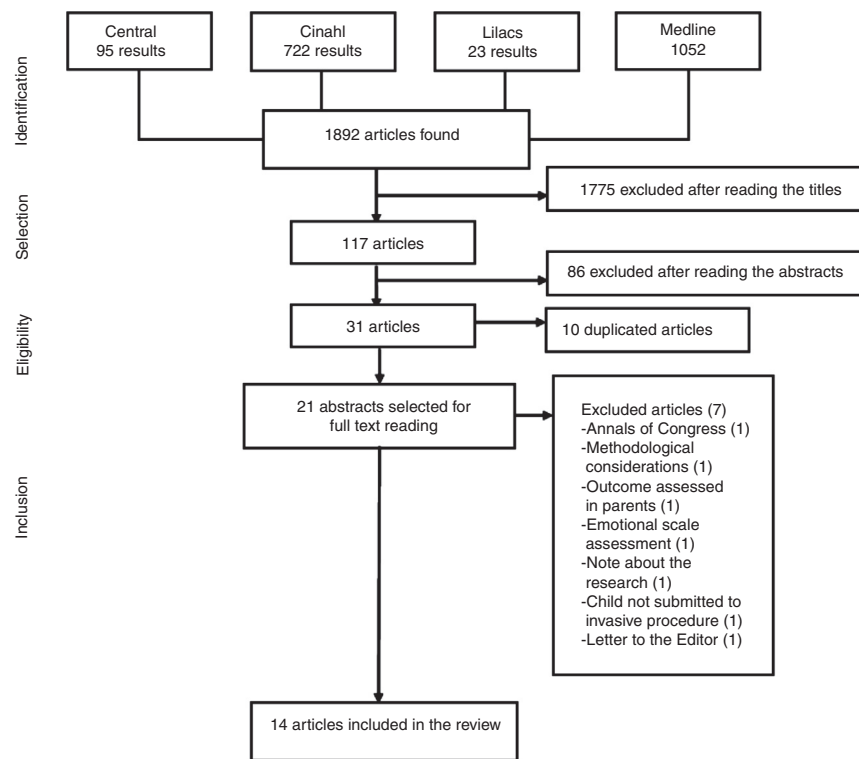 Central
95 results
Cinahl
722 results
Lilacs
23 results
Medline
1052
Identification
1892 articles found
1775 excluded after reading the titles
Selection
117 articles
86 excluded after reading the abstracts
Eligibility
31 articles
10 duplicated articles
21 abstracts selected for
full text reading
Excluded articles (7)
-Annals of Congress (1)
-Methodological
considerations (1)
-Outcome assessed
in parents (1)
-Emotional scale
assessment (1)
-Note about the
research (1)
-Child not submitted to
invasive procedure (1)
-Letter to the Editor (1)
Inclusion
14 articles included in the review